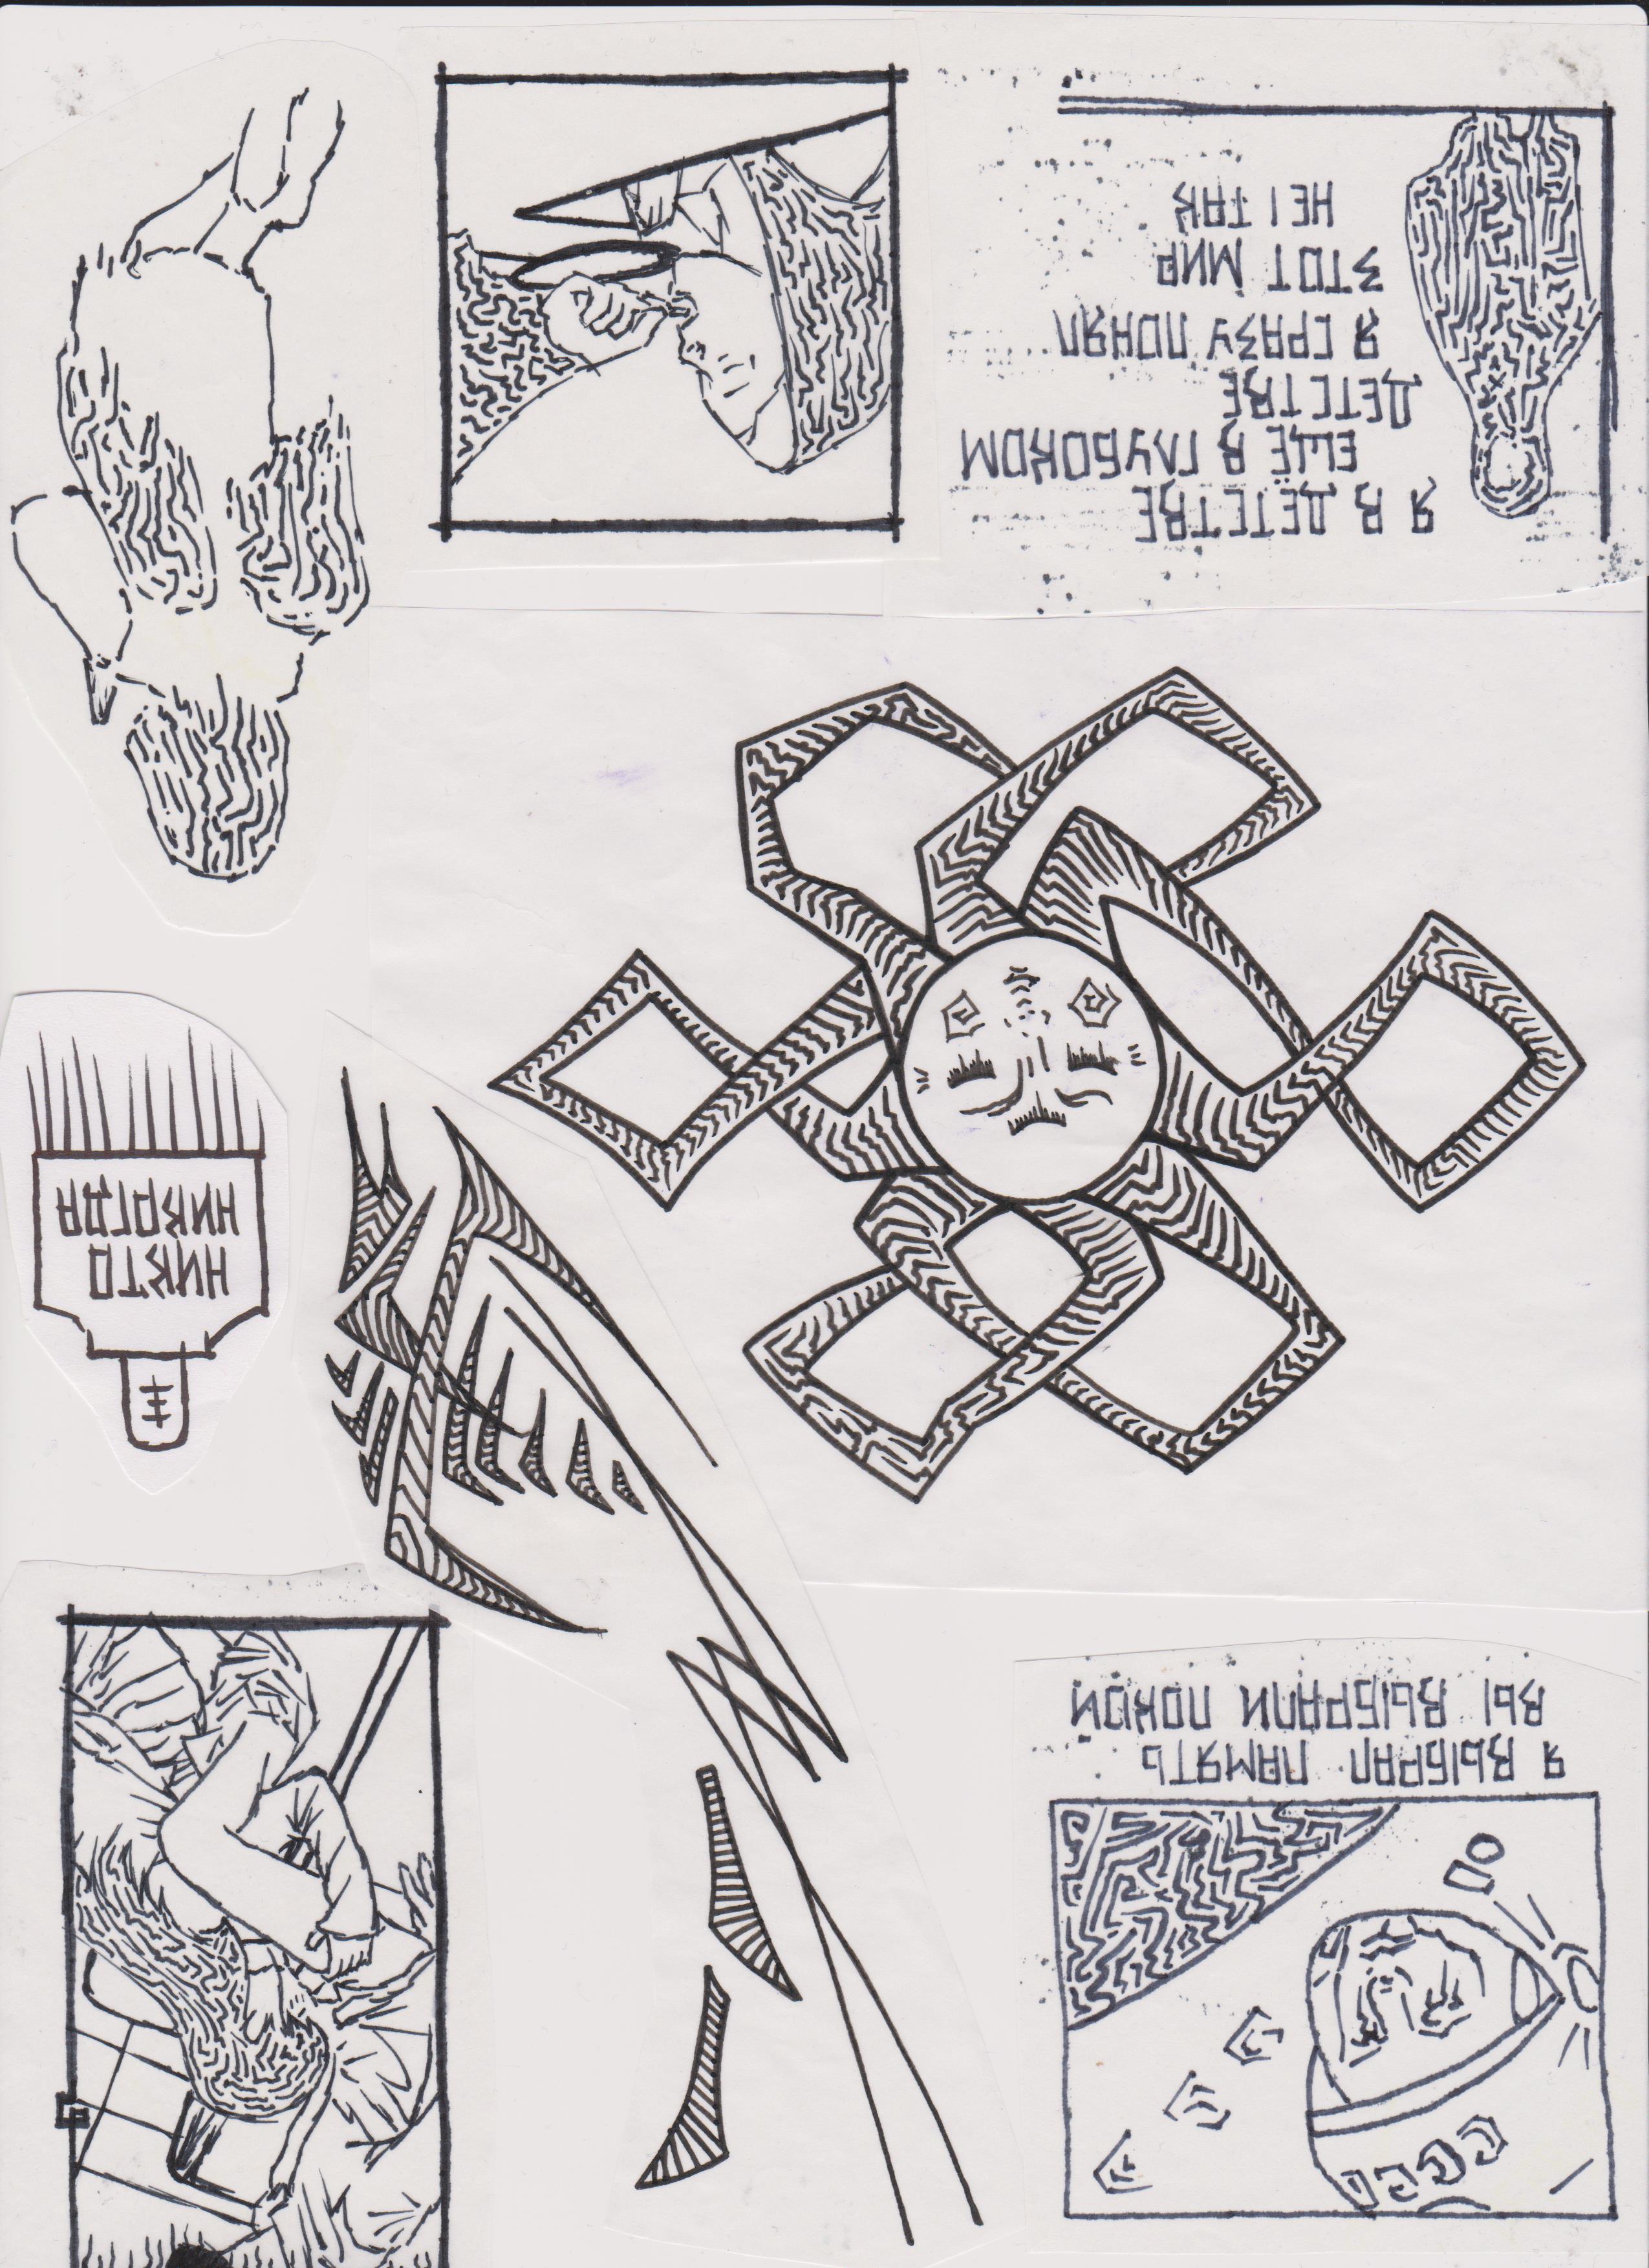 СССР
Я ВЫБРАЛ ПАМЯТЬ
ВЫ ВЫБРАЛИ ПОКОЙ
НИКТО
НИКОГДА
Я В ДЕТСТВЕ
ЕЩЁ В ГЛУБОКОМ
ДЕТСТВЕ
Я СРАЗУ ПОНЯЛ
ЭТОТ МИР
НЕ ТАК